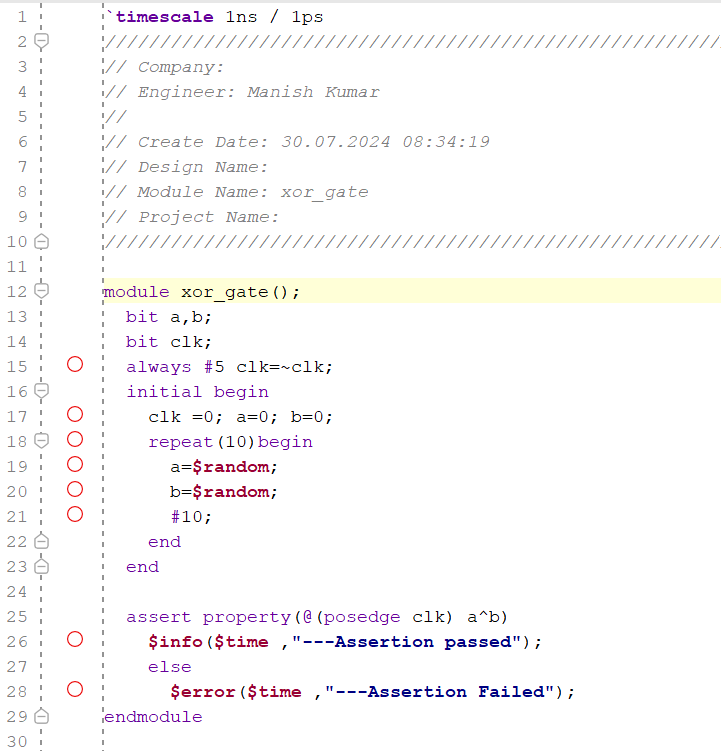 1 `timescale 1ns / 1ps
2 ////////////////////////////////////////////////////////
3 // Company:
4 // Engineer: Manish Kumar
5 //
6 // Create Date: 30.07.2024 08:34:19
7 // Design Name:
8 // Module Name: xor_gate
9 // Project Name:
10 ////////////////////////////////////////////////////////
11
12 module xor_gate();
13 bit a,b;
14 bit clk;
15 always #5 clk=~clk;
16 initial begin
17 clk =0; a=0; b=0;
18 repeat(10)begin
19 a=$random;
20 b=$random;
21 #10;
22 end
23 end
24
25 assert property(@(posedge clk) a^b)
26 $info($time ,"---Assertion passed");
27 else
28 $error($time ,"---Assertion Failed");
29 endmodule
30